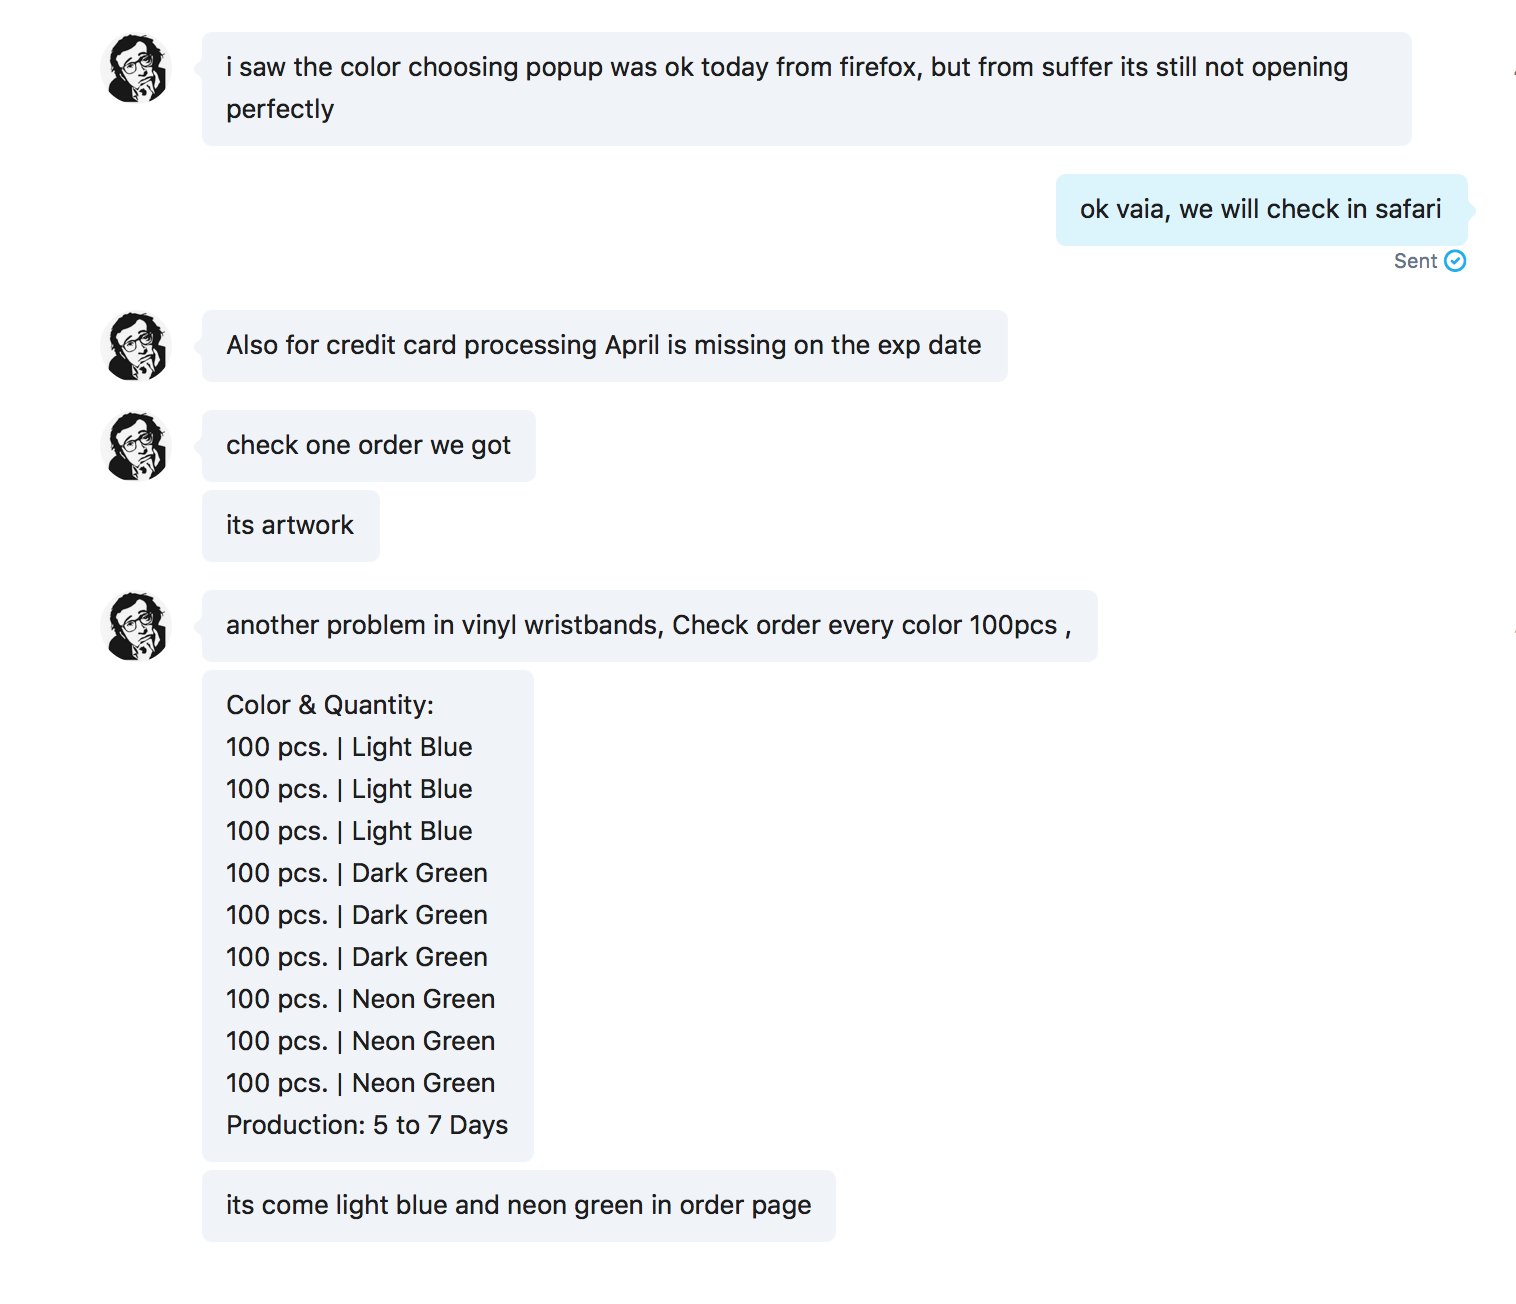 i saw the color choosing popup was ok today from firefox, but from suffer its still not opening
perfectly
ok vaia, we will check in safari
Sent
Also for credit card processing April is missing on the exp date
check one order we got
its artwork
another problem in vinyl wristbands, Check order every color 100pcs ,
Color & Quantity:
100 pcs. | Light Blue
100 pcs. | Light Blue
100 pcs. | Light Blue
100 pcs. | Dark Green
100 pcs. | Dark Green
100 pcs. | Dark Green
100 pcs. | Neon Green
100 pcs. | Neon Green
100 pcs. | Neon Green
Production: 5 to 7 Days
its come light blue and neon green in order page